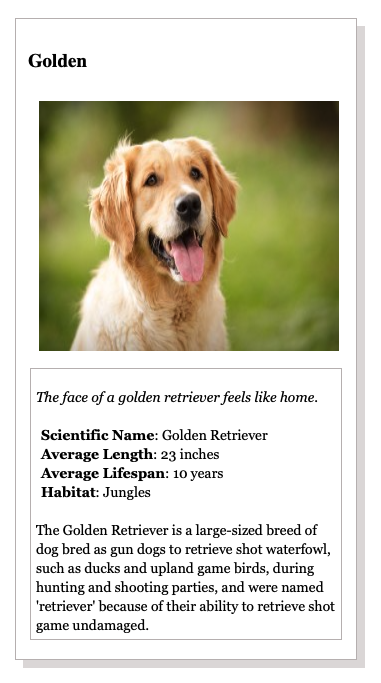 Golden
The face of a golden retriever feels like home.
Scientific Name: Golden Retriever
Average Length: 23 inches
Average Lifespan: 10 years
Habitat: Jungles
The Golden Retriever is a large-sized breed of
dog bred as gun dogs to retrieve shot waterfowl,
such as ducks and upland game birds, during
hunting and shooting parties, and were named
'retriever' because of their ability to retrieve shot
game undamaged.